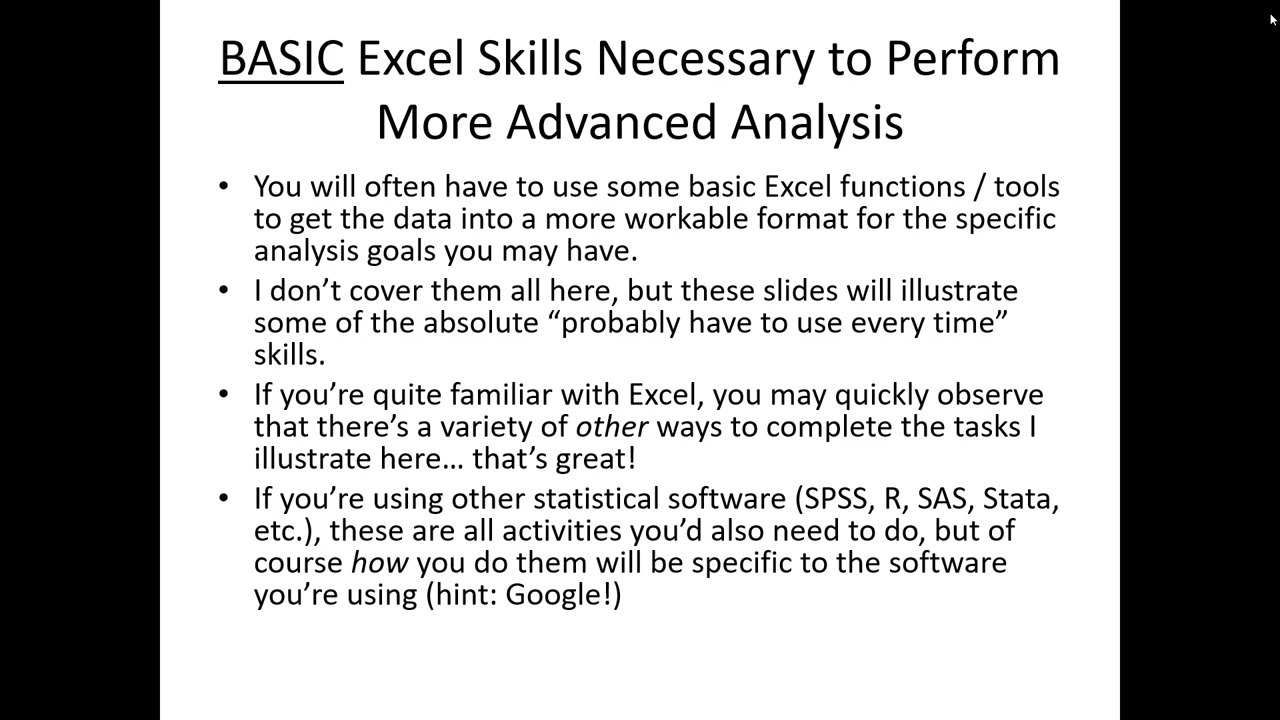 BASIC Excel Skills Necessary to Perform
More Advanced Analysis
• You will often have to use some basic Excel functions / tools
to get the data into a more workable format for the specific
analysis goals you may have.
• I don’t cover them all here, but these slides will illustrate
some of the absolute “probably have to use every time”
skills.
• If you’re quite familiar with Excel, you may quickly observe
that there’s a variety of other ways to complete the tasks I
illustrate here… that’s great!
• If you’re using other statistical software (SPSS, R, SAS, Stata,
etc.), these are all activities you’d also need to do, but of
course how you do them will be specific to the software
you’re using (hint: Google!)